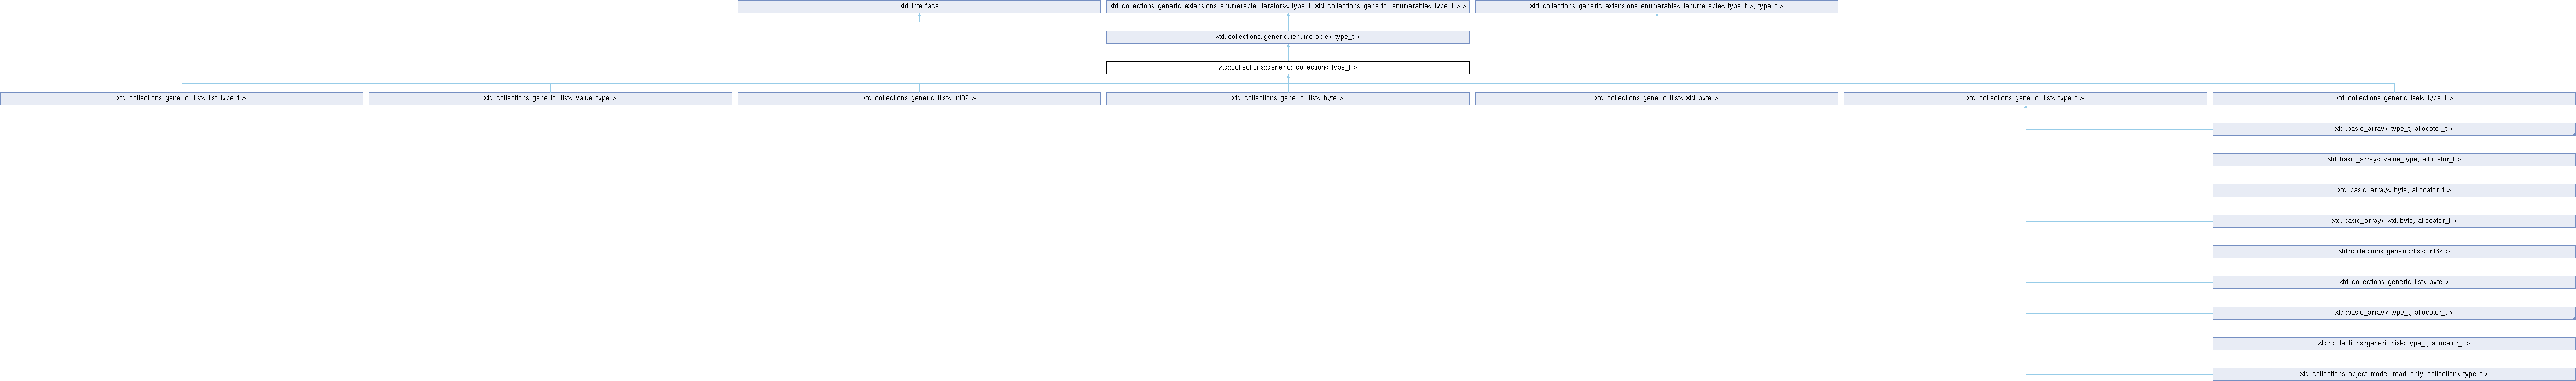 xtd::interface
xtd::collections::generic::extensions::enumerable_iterators< type_t, xtd::collections::generic::ienumerable< type_t > >
xtd::collections::generic::extensions::enumerable< ienumerable< type_t >, type_t >
xtd::collections::generic::ienumerable< type_t >
xtd::collections::generic::icollection< type_t >
xtd::collections::generic::ilist< list_type_t >
xtd::collections::generic::ilist< value_type >
xtd::collections::generic::ilist< int32 >
xtd::collections::generic::ilist< byte >
xtd::collections::generic::ilist< xtd::byte >
xtd::collections::generic::ilist< type_t >
xtd::collections::generic::iset< type_t >
xtd::basic_array< type_t, allocator_t >
xtd::basic_array< value_type, allocator_t >
xtd::basic_array< byte, allocator_t >
xtd::basic_array< xtd::byte, allocator_t >
xtd::collections::generic::list< int32 >
xtd::collections::generic::list< byte >
xtd::basic_array< type_t, allocator_t >
xtd::collections::generic::list< type_t, allocator_t >
xtd::collections::object_model::read_only_collection< type_t >